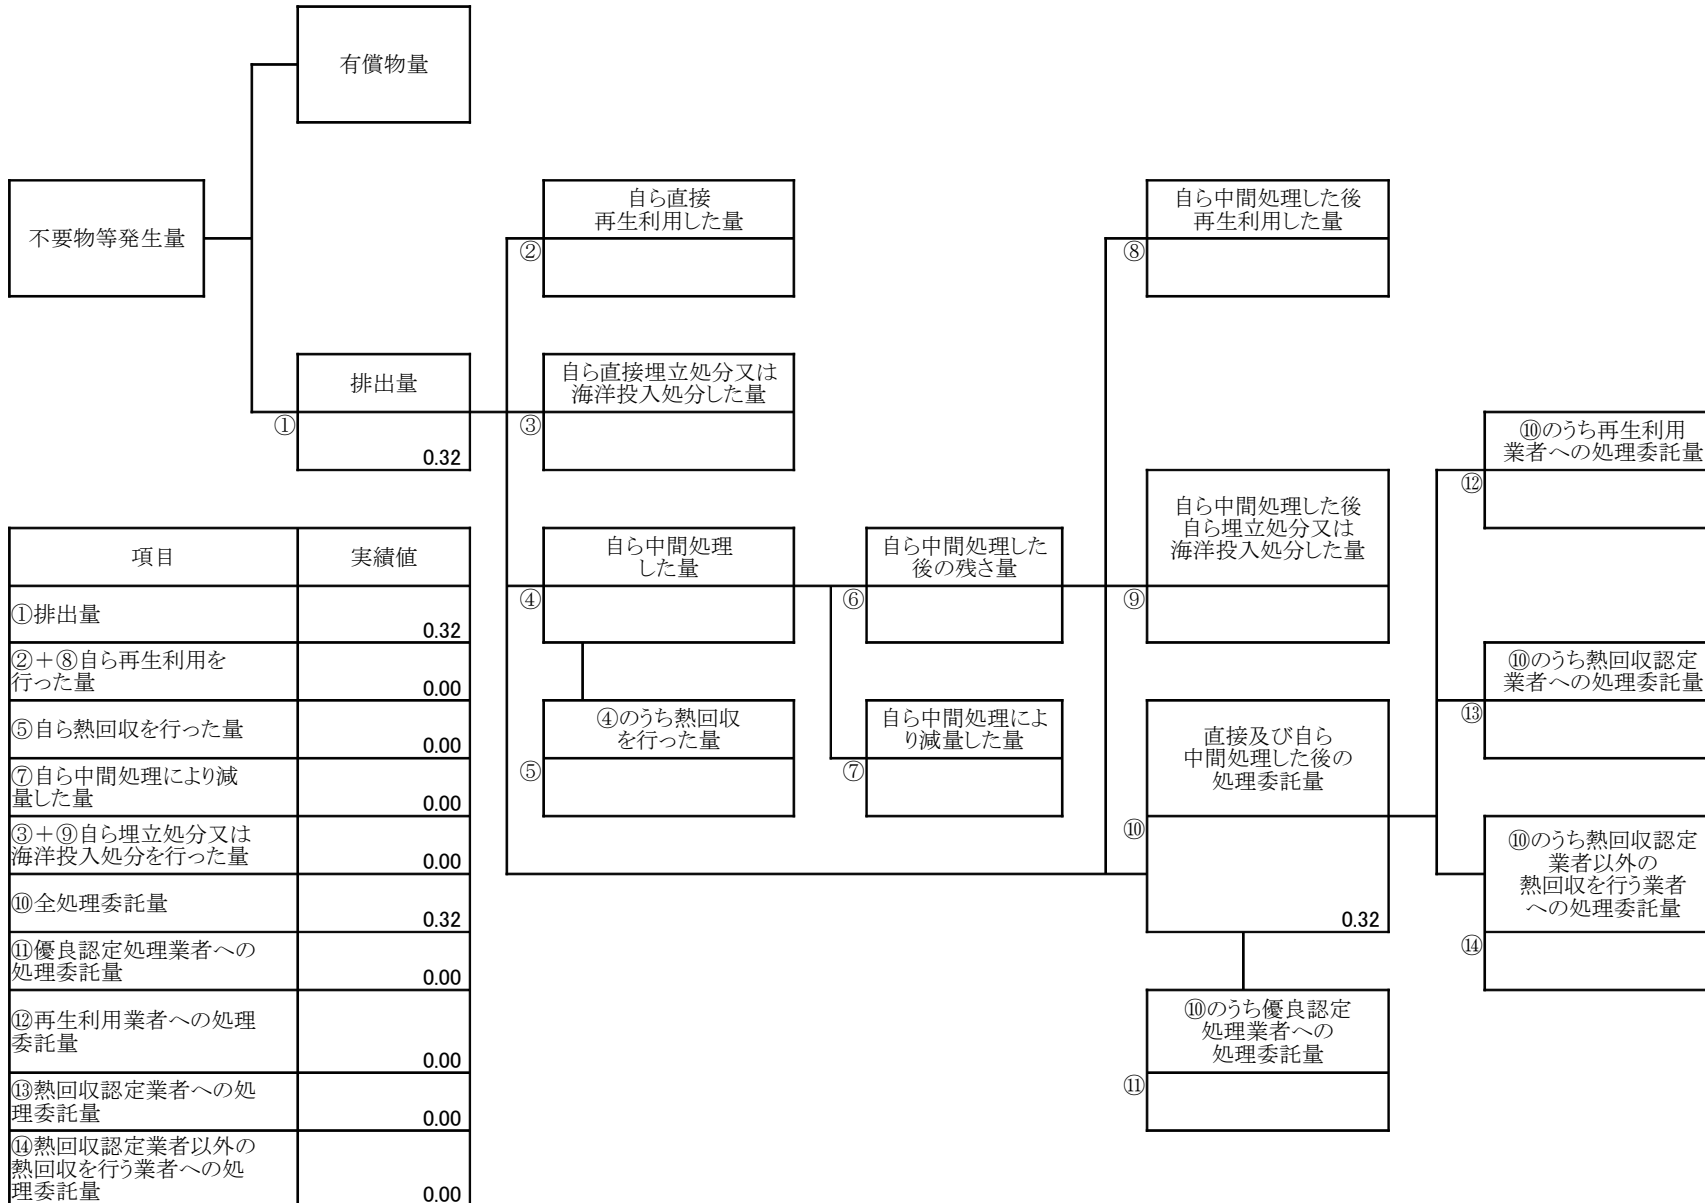 有償物量
不要物等発生量
自ら直接
再生利用した量
②
自ら中間処理した後
再生利用した量
⑧
排出量
①
0.32
自ら直接埋立処分又は
海洋投入処分した量
③
⑩のうち再生利用
業者への処理委託量
⑫
自ら中間処理
した量
④
自ら中間処理した
後の残さ量
⑥
自ら中間処理した後
自ら埋立処分又は
海洋投入処分した量
⑨
④のうち熱回収
を行った量
⑤
自ら中間処理によ
り減量した量
⑦
直接及び自ら
中間処理した後の
処理委託量
⑩
0.32
⑩のうち熱回収認定
業者への処理委託量
⑬
⑩のうち熱回収認定
業者以外の
熱回収を行う業者
への処理委託量
⑭
⑩のうち優良認定
処理業者への
処理委託量
⑪
項目 実績値
①排出量
0.32
②+⑧自ら再生利用を
行った量
0.00
⑤自ら熱回収を行った量
0.00
⑦自ら中間処理により減
量した量
0.00
③+⑨自ら埋立処分又は
海洋投入処分を行った量
0.00
⑩全処理委託量
0.32
⑪優良認定処理業者への
処理委託量
0.00
⑫再生利用業者への処理
委託量
0.00
⑬熱回収認定業者への処
理委託量
0.00
⑭熱回収認定業者以外の
熱回収を行う業者への処
理委託量
0.00